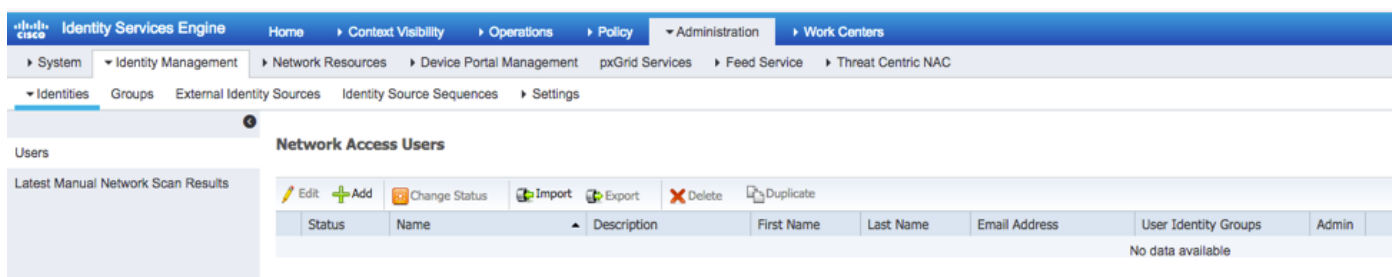 cisco Identity Services Engine Home Context Visibility Operations Policy Administration Work Centers
System Identity Management Network Resources Device Portal Management pxGrid Services Feed Service Threat Centric NAC
Identities Groups External Identity Sources Identity Source Sequences Settings
Users
Latest Manual Network Scan Results
Network Access Users
Edit Add Change Status Import Export Delete Duplicate
Status Name Description First Name Last Name Email Address User Identity Groups Admin
No data available